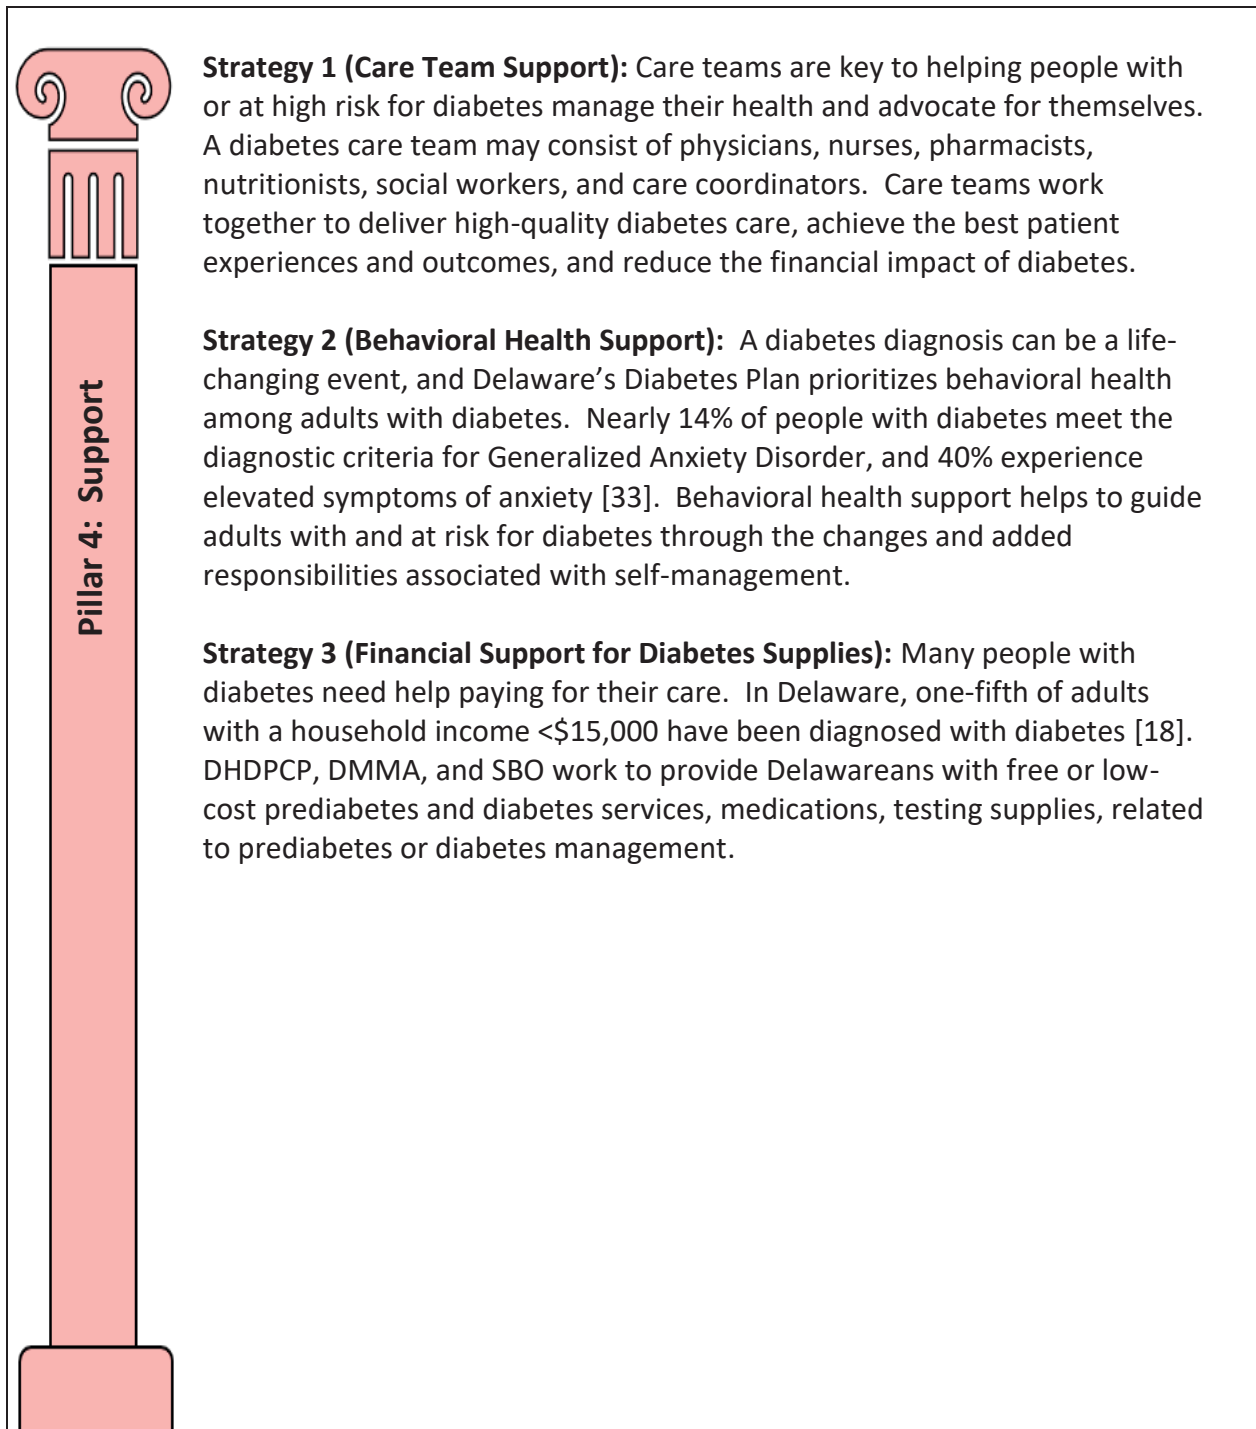 Pillar 4:  Support
Strategy 1 (Care Team Support): Care teams are key to helping people with
or at high risk for diabetes manage their health and advocate for themselves.
A diabetes care team may consist of physicians, nurses, pharmacists,
nutritionists, social workers, and care coordinators.  Care teams work
together to deliver high-quality diabetes care, achieve the best patient
experiences and outcomes, and reduce the financial impact of diabetes.
Strategy 2 (Behavioral Health Support):  A diabetes diagnosis can be a life-
changing event, and Delaware’s Diabetes Plan prioritizes behavioral health
among adults with diabetes.  Nearly 14% of people with diabetes meet the
diagnostic criteria for Generalized Anxiety Disorder, and 40% experience
elevated symptoms of anxiety [33].  Behavioral health support helps to guide
adults with and at risk for diabetes through the changes and added
responsibilities associated with self-management.
Strategy 3 (Financial Support for Diabetes Supplies): Many people with
diabetes need help paying for their care.  In Delaware, one-fifth of adults
with a household income <$15,000 have been diagnosed with diabetes [18].
DHDPCP, DMMA, and SBO work to provide Delawareans with free or low-
cost prediabetes and diabetes services, medications, testing supplies, related
to prediabetes or diabetes management.